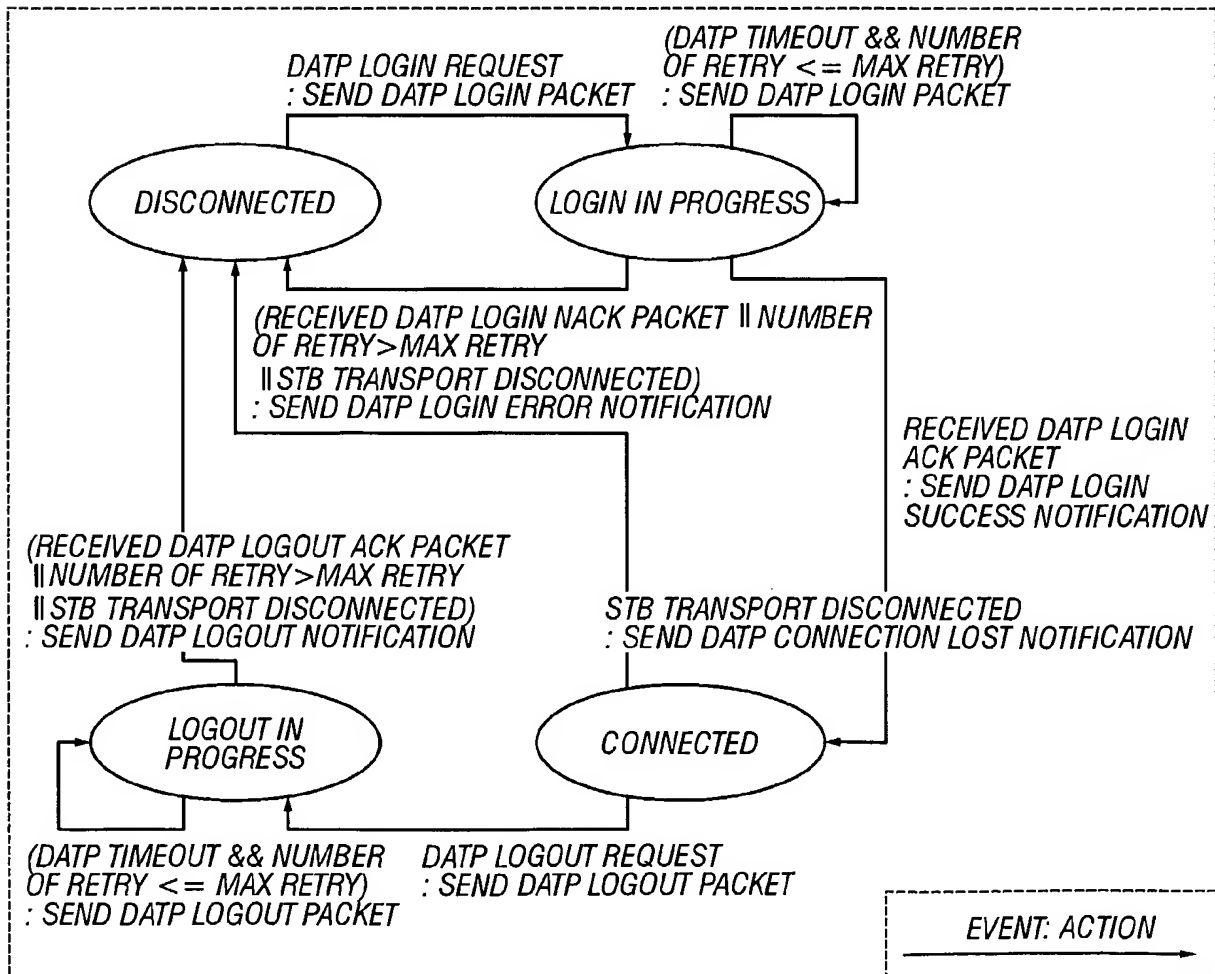 DATP LOGIN REQUEST
: SEND DATP LOGIN PACKET
(DATP TIMEOUT && NUMBER
OF RETRY <= MAX RETRY)
: SEND DATP LOGIN PACKET
DISCONNECTED
LOGIN IN PROGRESS
(RECEIVED DATP LOGIN NACK PACKET || NUMBER
OF RETRY>MAX RETRY
|| STB TRANSPORT DISCONNECTED)
: SEND DATP LOGIN ERROR NOTIFICATION
RECEIVED DATP LOGIN
ACK PACKET
: SEND DATP LOGIN
SUCCESS NOTIFICATION
(RECEIVED DATP LOGOUT ACK PACKET
|| NUMBER OF RETRY>MAX RETRY
|| STB TRANSPORT DISCONNECTED)
: SEND DATP LOGOUT NOTIFICATION
STB TRANSPORT DISCONNECTED
: SEND DATP CONNECTION LOST NOTIFICATION
LOGOUT IN
PROGRESS
CONNECTED
(DATP TIMEOUT && NUMBER
OF RETRY <= MAX RETRY)
: SEND DATP LOGOUT PACKET
DATP LOGOUT REQUEST
: SEND DATP LOGOUT PACKET
EVENT: ACTION